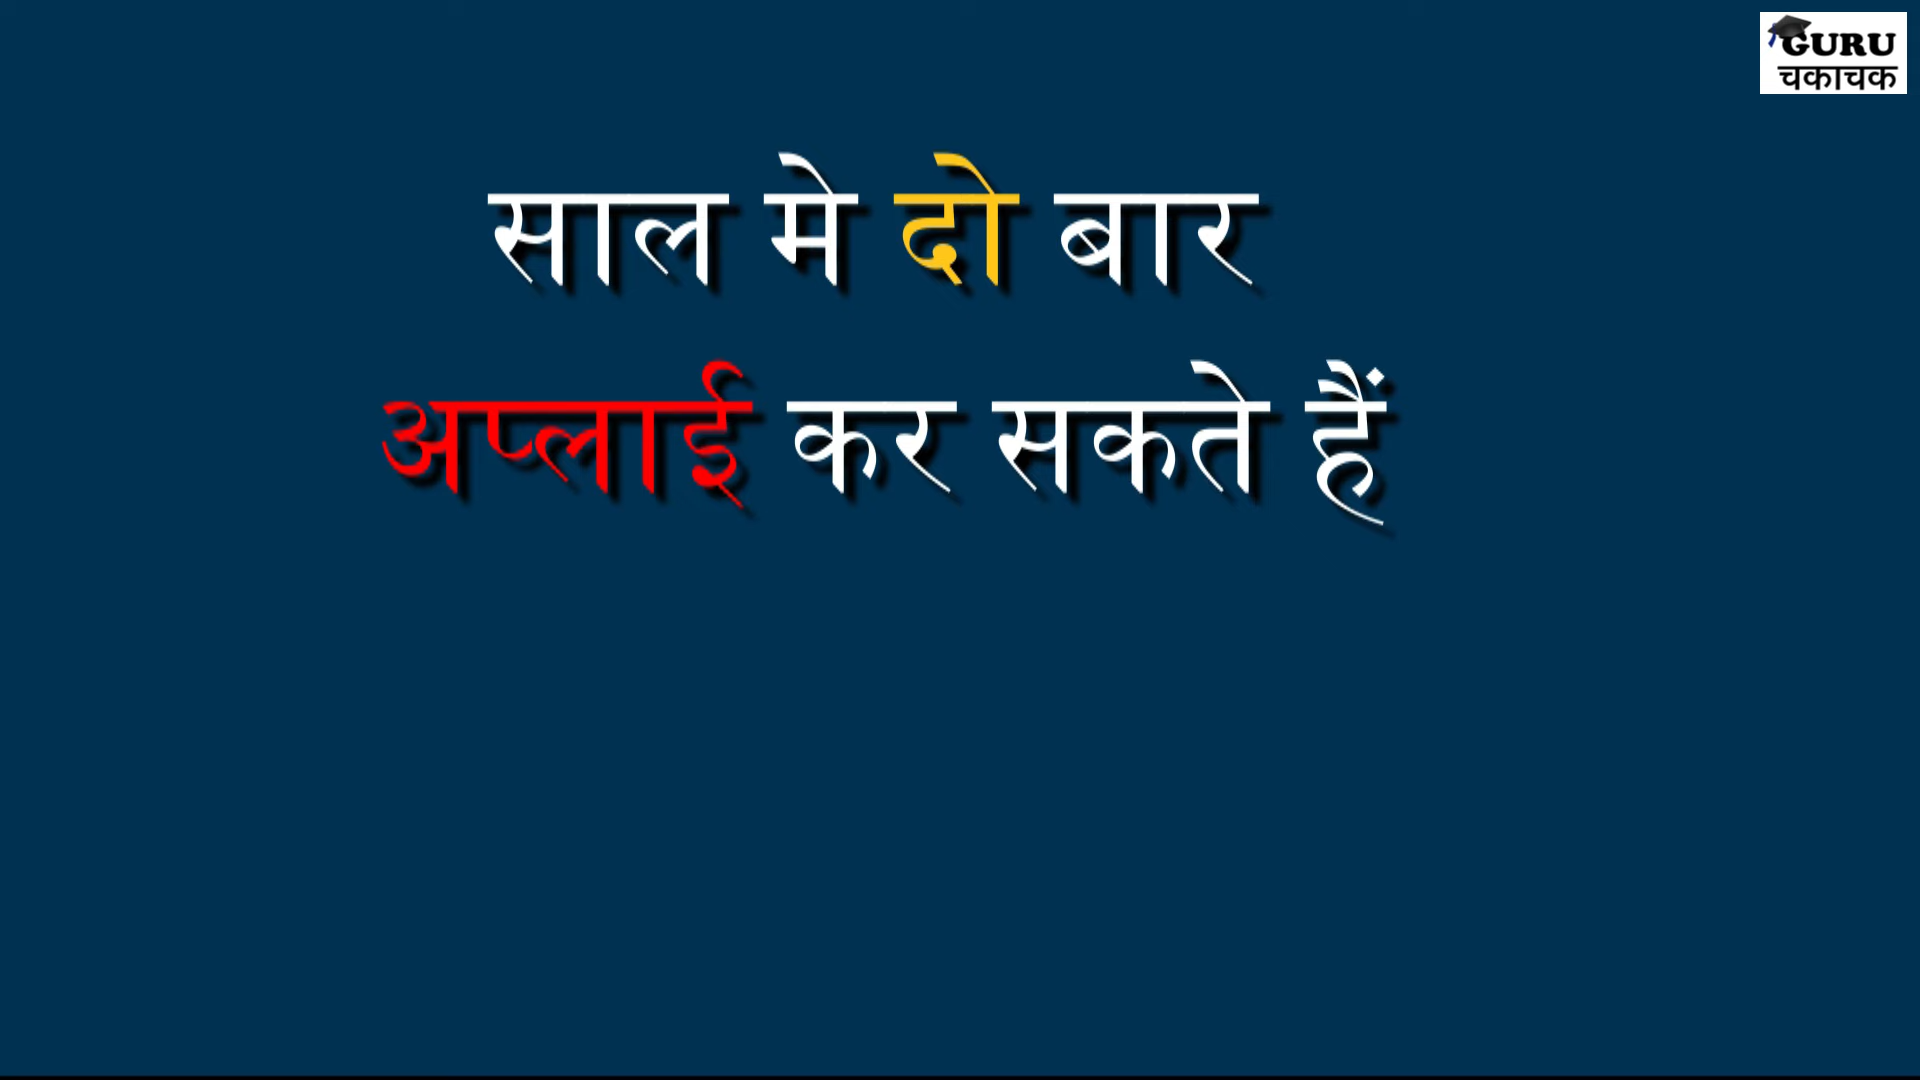 GURU
चकाचक
साल मे दो बार
अप्लाई कर सकते हैं